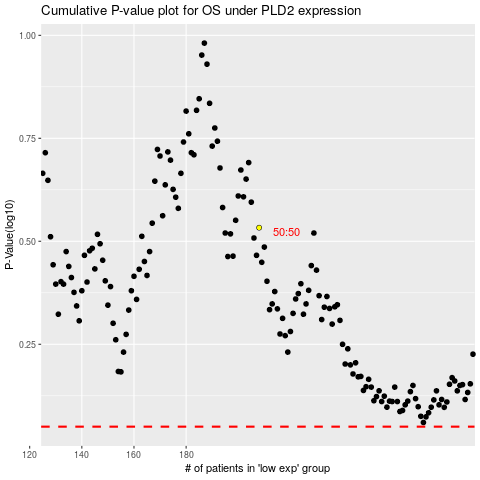 Cumulative P-value plot for OS under PLD2 expression
1.00
0.75
0.50
0.25
P-Value(log10)
50:50
120 140 160 180
# of patients in 'low exp' group